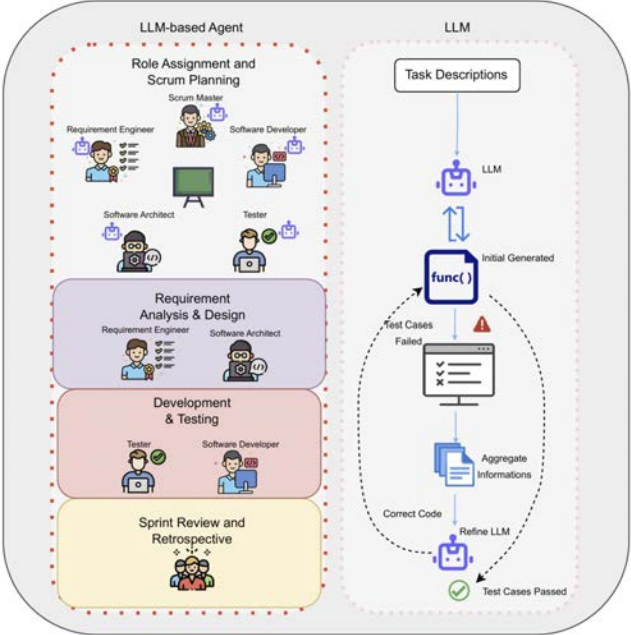 LLM-based Agent
Role Assignment and
Scrum Planning
Scrum Master
Requirement Engineer
Software Developer
Software Architect
Tester
Requirement
Analysis & Design
Requirement Engineer
Software Architect
Development
& Testing
Tester
Software Developer
Sprint Review and
Retrospective
LLM
Task Descriptions
LLM
Initial Generated
func( )
Test Cases
Failed
Aggregate
Informations
Correct Code
Refine LLM
Test Cases Passed